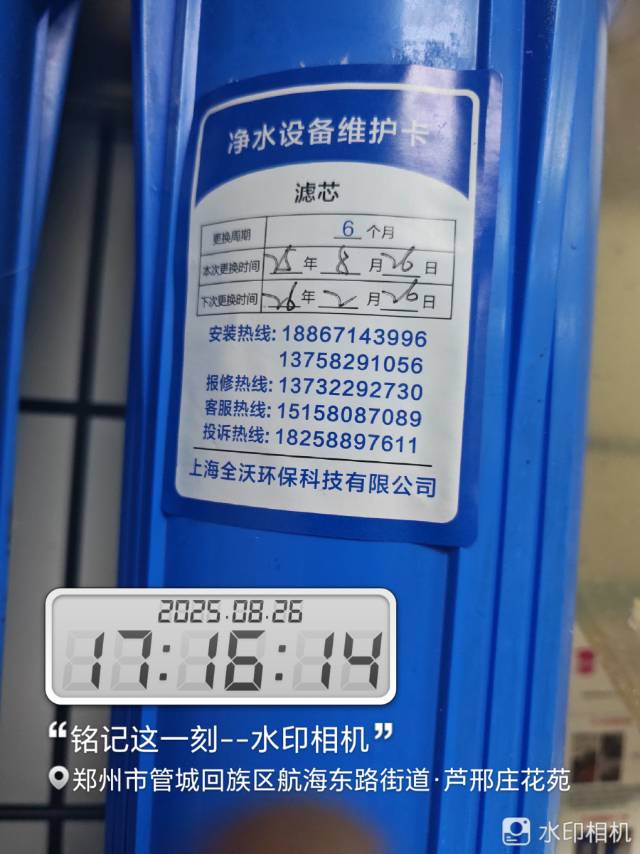 净水设备维护卡
滤芯
更换周期 6 个月
本次更换时间 25 年 8 月 26 日
下次更换时间 26 年 2 月 26 日
安装热线: 18867143996
13758291056
报修热线: 13732292730
客服热线: 15158087089
投诉热线: 18258897611
上海全沃环保科技有限公司
2025.08.26
17:16:14
“铭记这一刻--水印相机”
郑州市管城回族区航海东路街道·芦邢庄花苑
水印相机